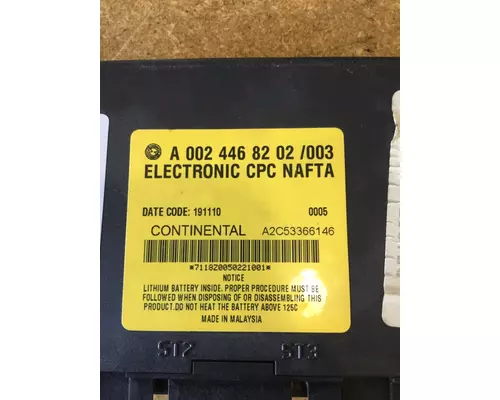 A 002 446 82 02 /003
ELECTRONIC CPC NAFTA
DATE CODE: 191110 0005
CONTINENTAL A2C53366146
*7118Z0050221001*
NOTICE
LITHIUM BATTERY INSIDE. PROPER PROCEDURE MUST BE
FOLLOWED WHEN DISPOSING OF OR DISASSEMBLING THIS
PRODUCT.DO NOT HEAT THE BATTERY ABOVE 125C
MADE IN MALAYSIA
ST2 ST3